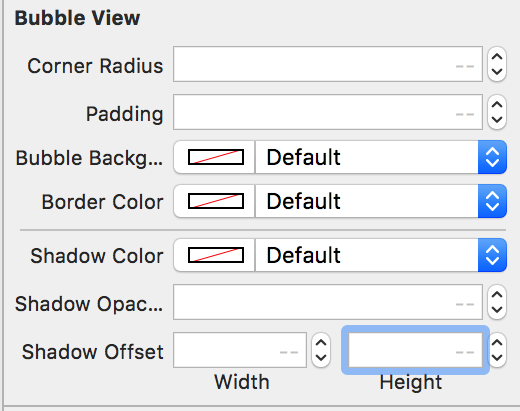 Bubble View
Corner Radius --
Padding --
Bubble Backg... Default
Border Color Default
Shadow Color Default
Shadow Opac... --
Shadow Offset -- --
Width Height